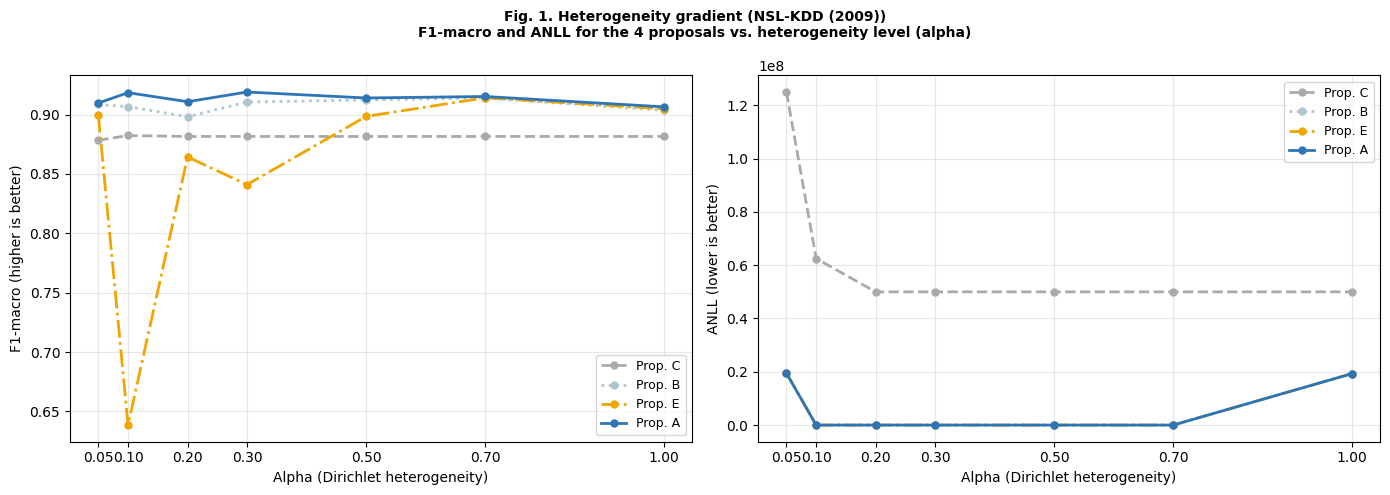 Fig. 1. Heterogeneity gradient (NSL-KDD (2009))
F1-macro and ANLL for the 4 proposals vs. heterogeneity level (alpha)
F1-macro (higher is better)
0.90
0.85
0.80
0.75
0.70
0.65
Prop. C
Prop. B
Prop. E
Prop. A
0.05 0.10 0.20 0.30 0.50 0.70 1.00
Alpha (Dirichlet heterogeneity)
1e8
ANLL (lower is better)
1.2
1.0
0.8
0.6
0.4
0.2
0.0
Prop. C
Prop. B
Prop. E
Prop. A
0.05 0.10 0.20 0.30 0.50 0.70 1.00
Alpha (Dirichlet heterogeneity)